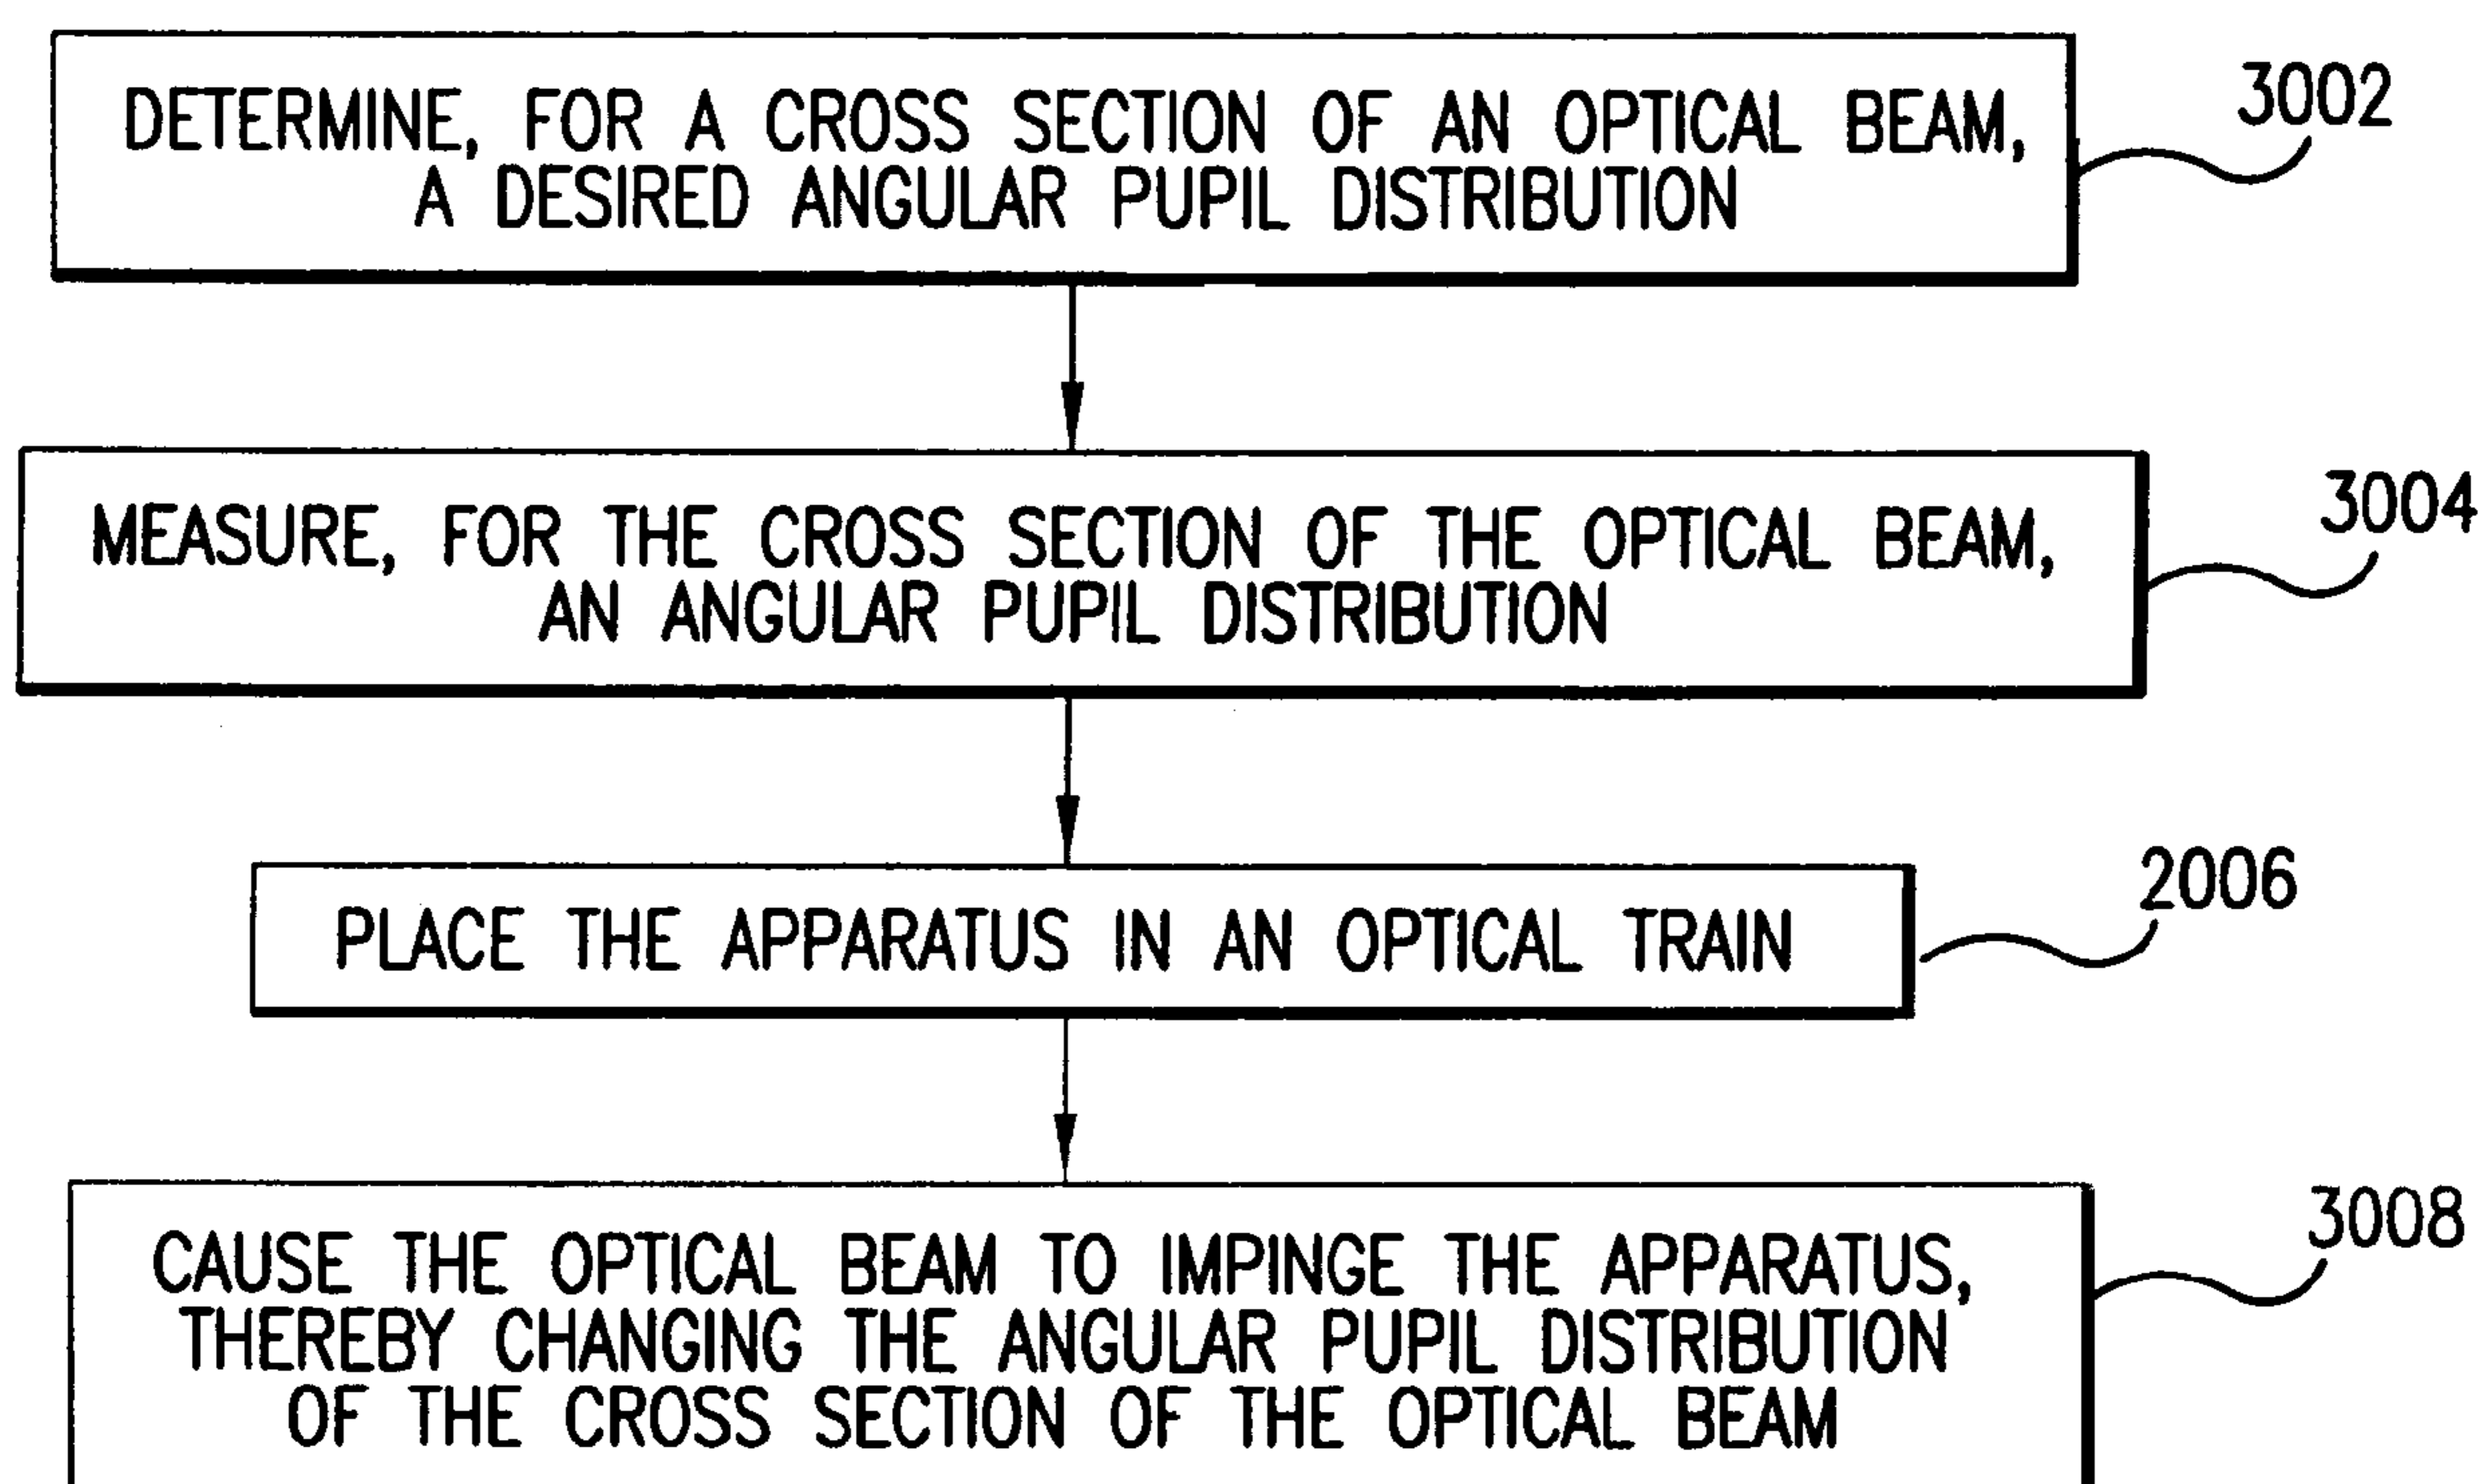 DETERMINE, FOR A CROSS SECTION OF AN OPTICAL BEAM,
A DESIRED ANGULAR PUPIL DISTRIBUTION
3002
MEASURE, FOR THE CROSS SECTION OF THE OPTICAL BEAM,
AN ANGULAR PUPIL DISTRIBUTION
3004
PLACE THE APPARATUS IN AN OPTICAL TRAIN
2006
CAUSE THE OPTICAL BEAM TO IMPINGE THE APPARATUS,
THEREBY CHANGING THE ANGULAR PUPIL DISTRIBUTION
OF THE CROSS SECTION OF THE OPTICAL BEAM
3008